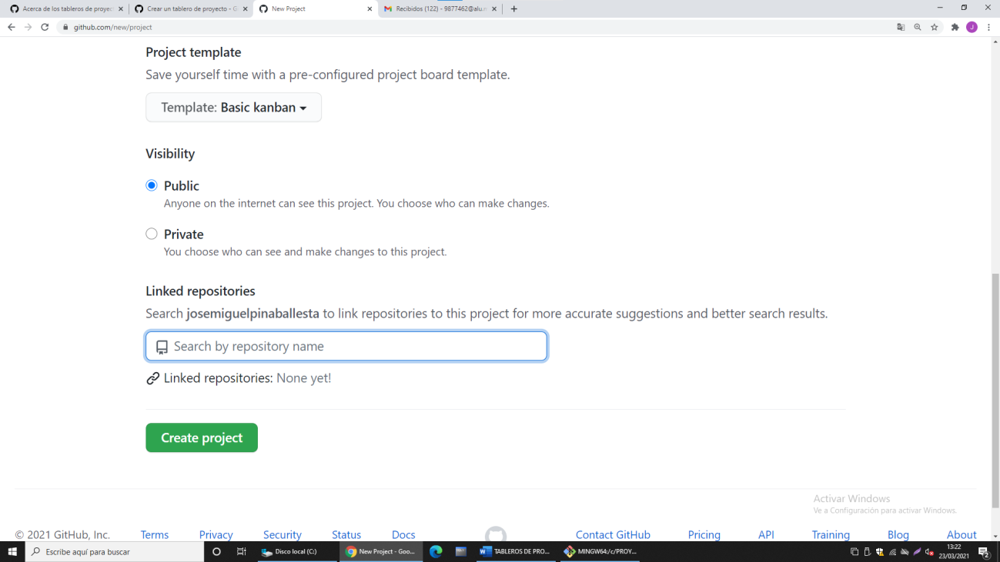 Acerca de los tableros de proyec
Crear un tablero de proyecto - G
New Project
Recibidos (122) - 9877462@alu.m
github.com/new/project
J
Project template
Save yourself time with a pre-configured project board template.
Template: Basic kanban
Visibility
Public
Anyone on the internet can see this project. You choose who can make changes.
Private
You choose who can see and make changes to this project.
Linked repositories
Search josemiguelpinaballesta to link repositories to this project for more accurate suggestions and better search results.
Search by repository name
Linked repositories: None yet!
Create project
Activar Windows
Ve a Configuración para activar Windows.
© 2021 GitHub, Inc. Terms Privacy Security Status Docs Contact GitHub Pricing API Training Blog About
Escribe aquí para buscar
Disco local (C:)
New Project - Goo...
TABLEROS DE PRO...
MINGW64:/c/PROY...
13:22
23/03/2021
2